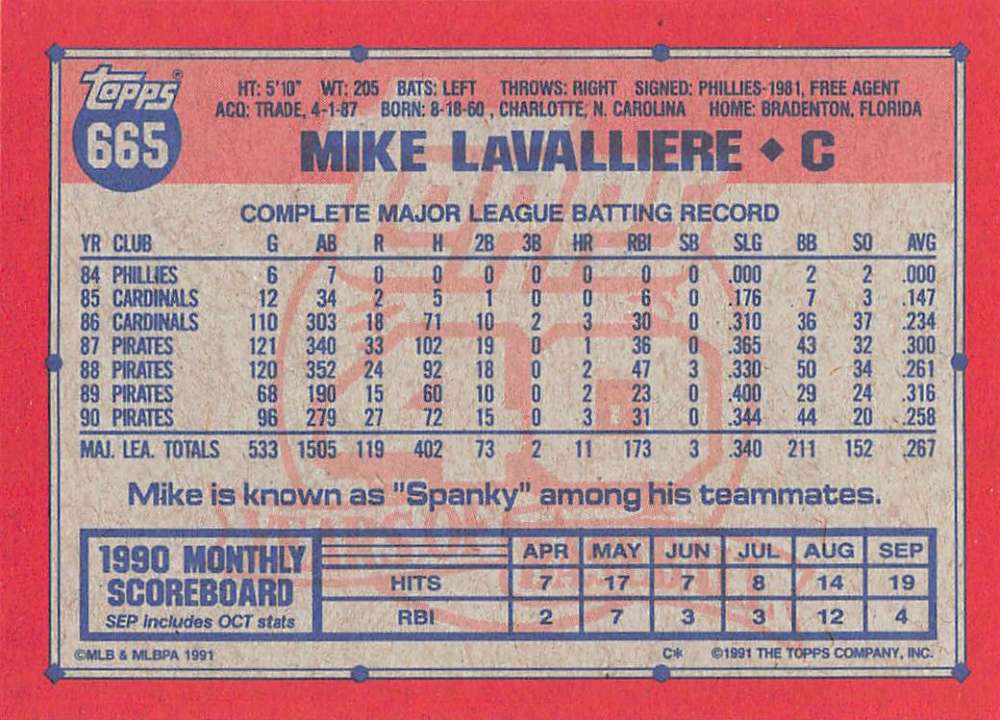 Topps®
665
HT: 5'10" WT: 205 BATS: LEFT THROWS: RIGHT SIGNED: PHILLIES-1981, FREE AGENT
ACQ: TRADE, 4-1-87 BORN: 8-18-60, CHARLOTTE, N. CAROLINA HOME: BRADENTON, FLORIDA
MIKE LaVALLIERE ◆ C
COMPLETE MAJOR LEAGUE BATTING RECORD
YR CLUB G AB R H 2B 3B HR RBI SB SLG BB SO AVG
84 PHILLIES 6 7 0 0 0 0 0 0 0 .000 2 2 .000
85 CARDINALS 12 34 2 5 1 0 0 6 0 .176 7 3 .147
86 CARDINALS 110 303 18 71 10 2 3 30 0 .310 36 37 .234
87 PIRATES 121 340 33 102 19 0 1 36 0 .365 43 32 .300
88 PIRATES 120 352 24 92 18 0 2 47 3 .330 50 34 .261
89 PIRATES 68 190 15 60 10 0 2 23 0 .400 29 24 .316
90 PIRATES 96 279 27 72 15 0 3 31 0 .344 44 20 .258
MAJ. LEA. TOTALS 533 1505 119 402 73 2 11 173 3 .340 211 152 .267
Mike is known as "Spanky" among his teammates.
1990 MONTHLY
SCOREBOARD
SEP includes OCT stats
APR MAY JUN JUL AUG SEP
HITS 7 17 7 8 14 19
RBI 2 7 3 3 12 4
©MLB & MLBPA 1991 C* ©1991 THE TOPPS COMPANY, INC.
Topps
40
YEARS OF
BASEBALL